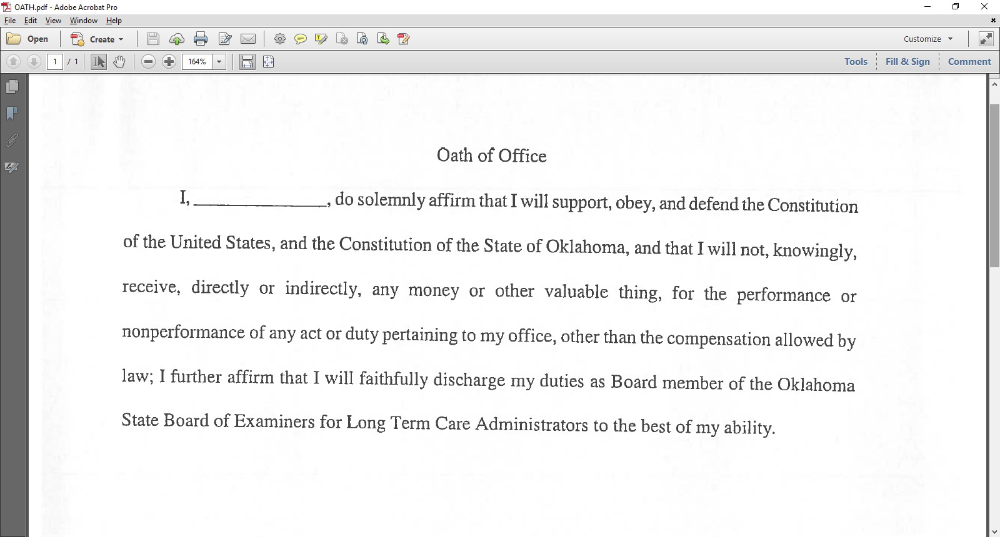 OATH.pdf - Adobe Acrobat Pro
File Edit View Window Help
Open Create Customize
1 / 1 164% Tools Fill & Sign Comment
Oath of Office
I, _______________, do solemnly affirm that I will support, obey, and defend the Constitution
of the United States, and the Constitution of the State of Oklahoma, and that I will not, knowingly,
receive, directly or indirectly, any money or other valuable thing, for the performance or
nonperformance of any act or duty pertaining to my office, other than the compensation allowed by
law; I further affirm that I will faithfully discharge my duties as Board member of the Oklahoma
State Board of Examiners for Long Term Care Administrators to the best of my ability.